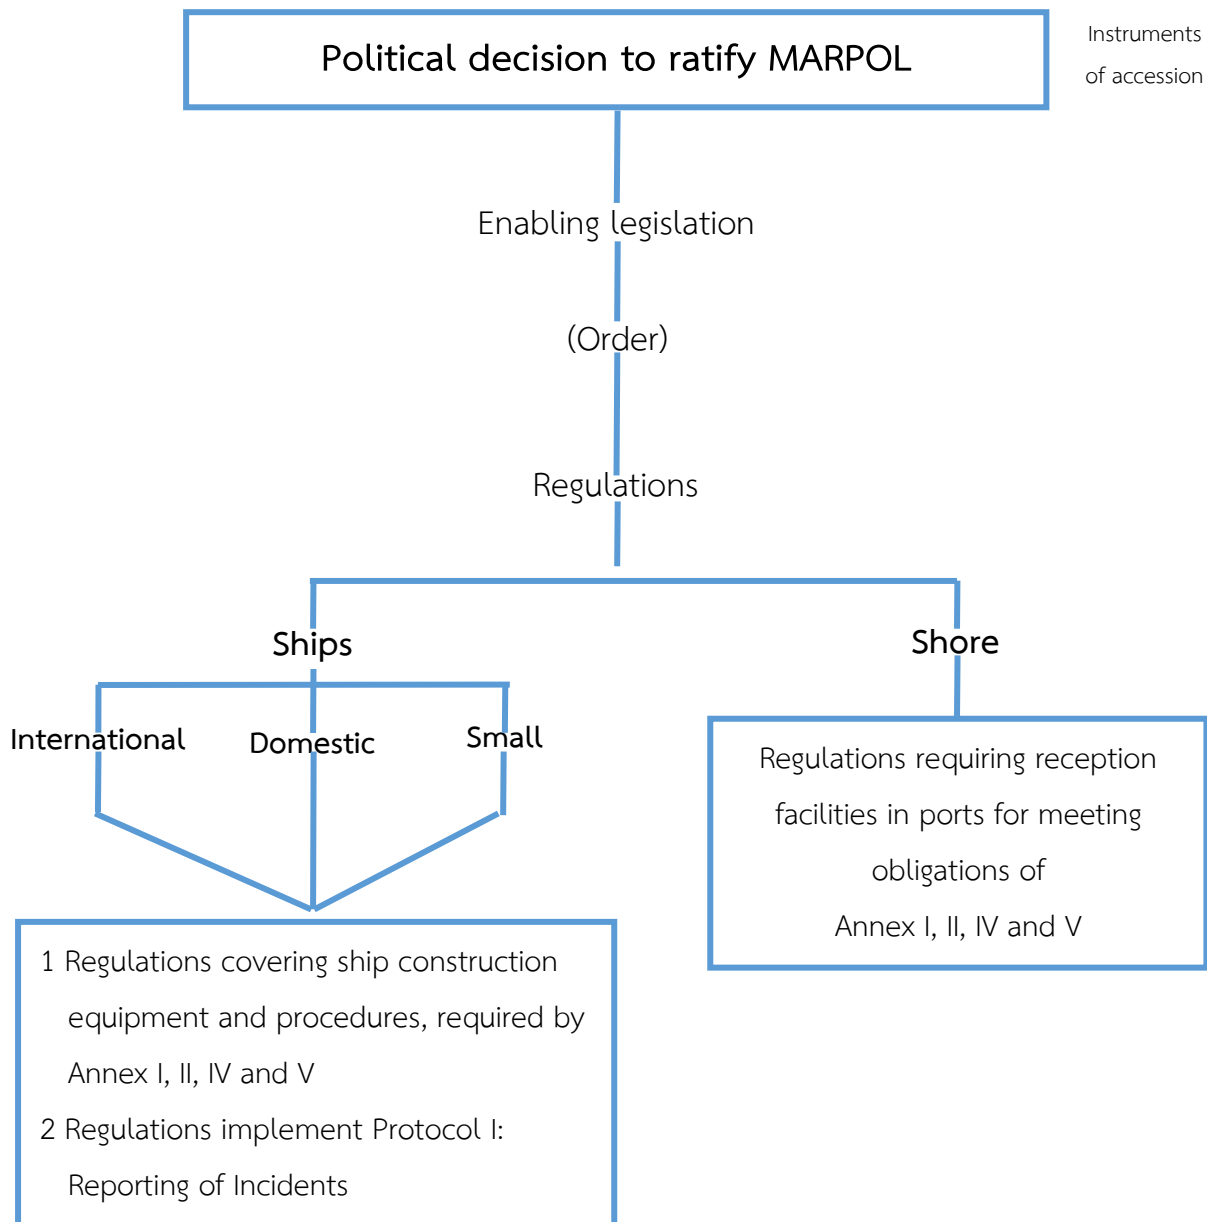 Political decision to ratify MARPOL
Instruments
of accession
Enabling legislation
(Order)
Regulations
Ships
Shore
International
Domestic
Small
Regulations requiring reception
facilities in ports for meeting
obligations of
Annex I, II, IV and V
1 Regulations covering ship construction
equipment and procedures, required by
Annex I, II, IV and V
2 Regulations implement Protocol I:
Reporting of Incidents